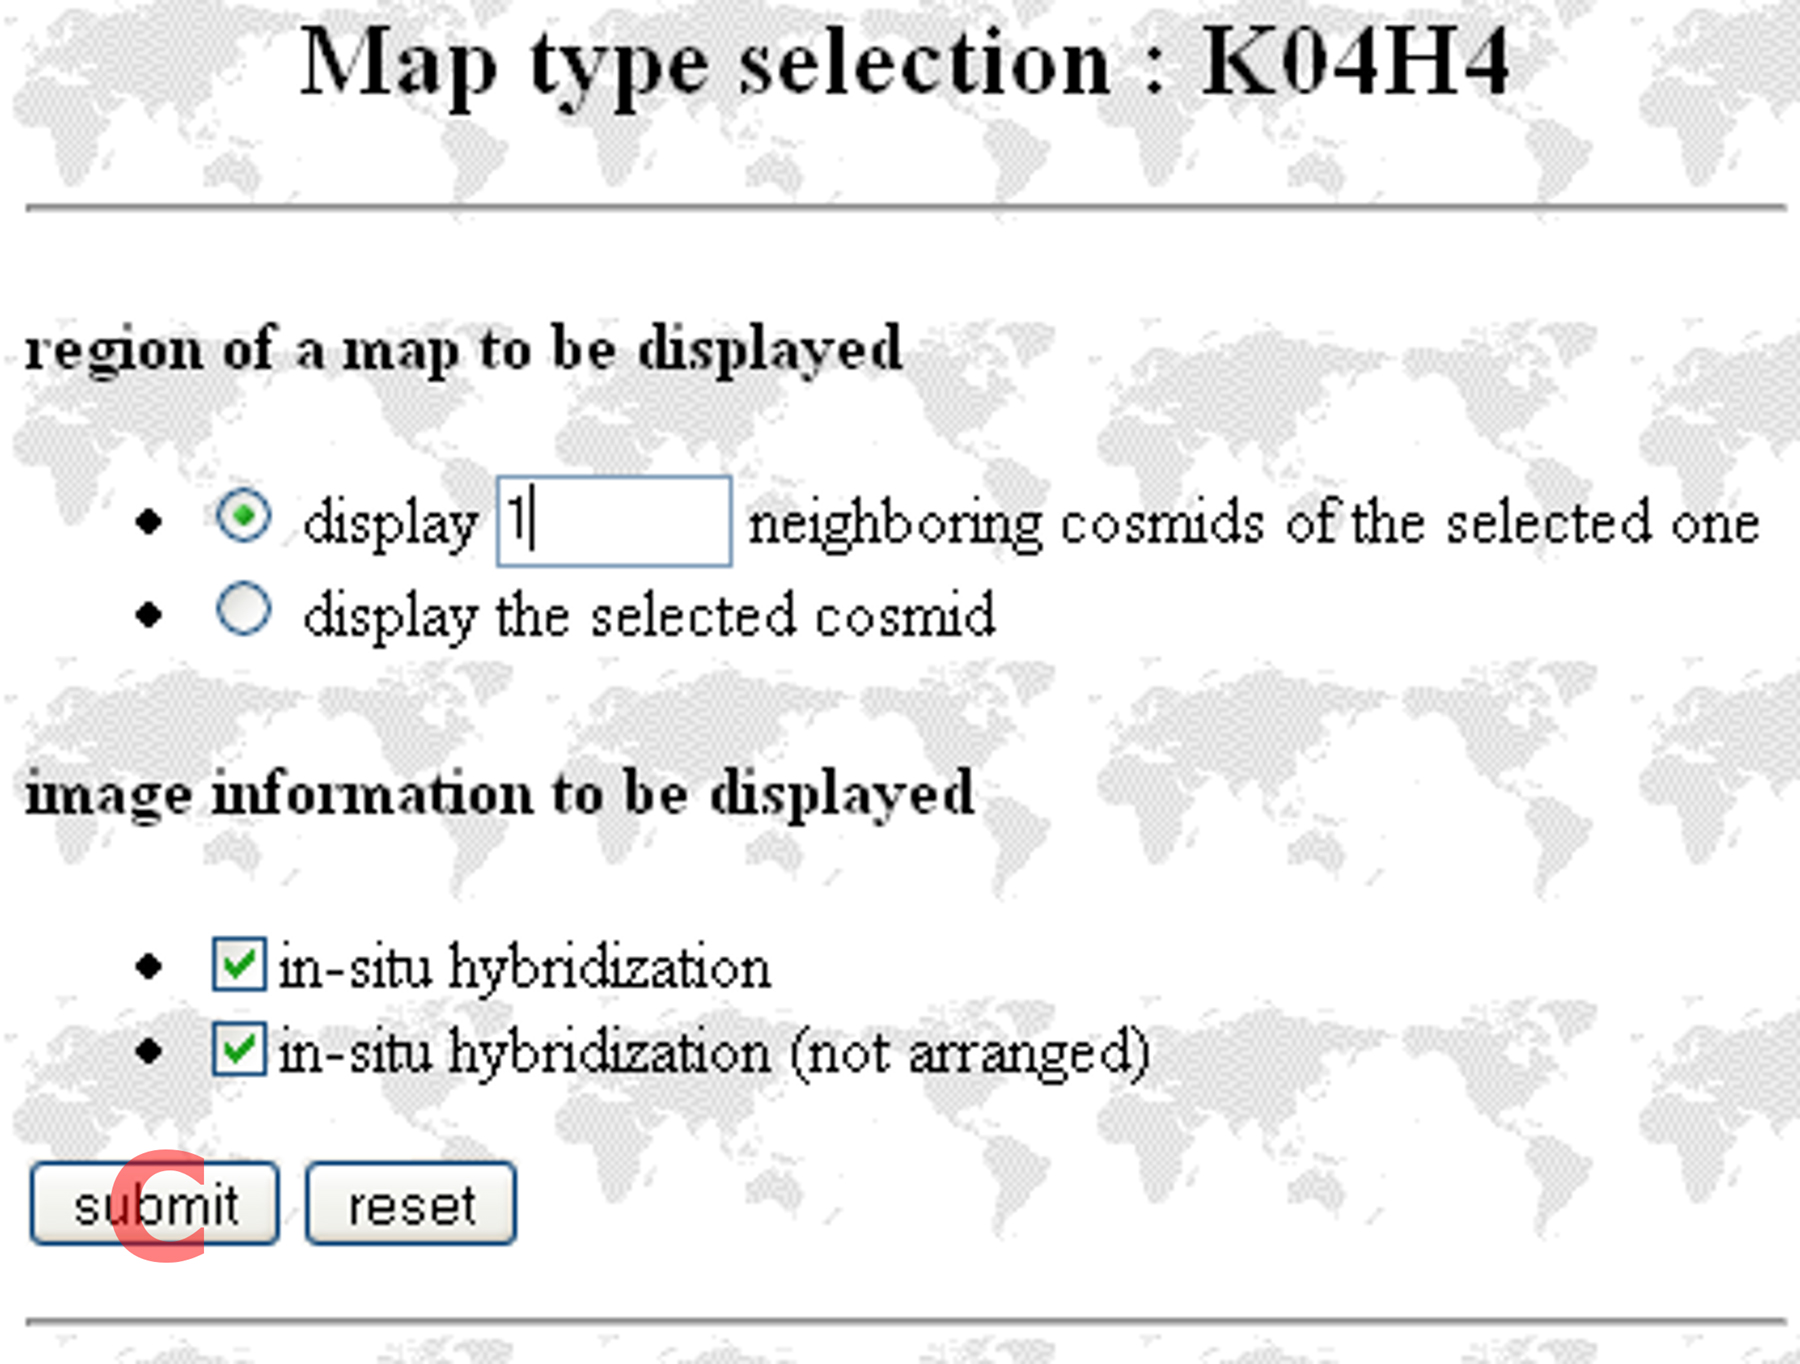 Map type selection : K04H4
region of a map to be displayed
display 1 neighboring cosmids of the selected one
display the selected cosmid
image information to be displayed
in-situ hybridization
in-situ hybridization (not arranged)
submit reset
C